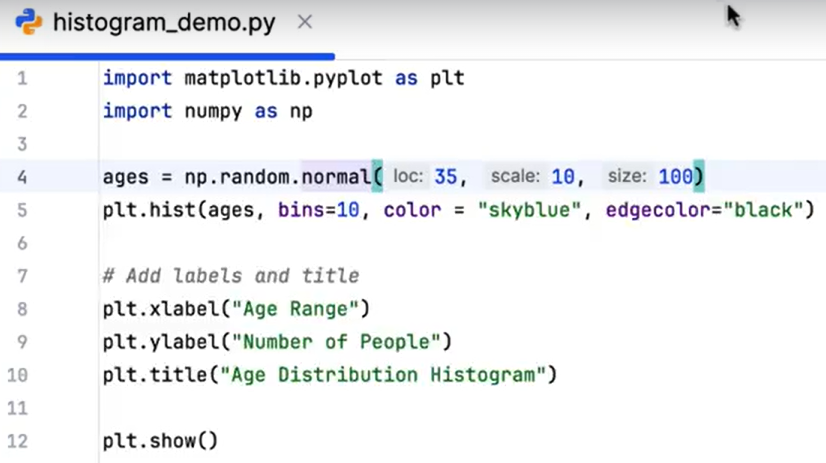 histogram_demo.py ×
1 import matplotlib.pyplot as plt
2 import numpy as np
3
4 ages = np.random.normal( loc: 35, scale: 10, size: 100)
5 plt.hist(ages, bins=10, color = "skyblue", edgecolor="black")
6
7 # Add labels and title
8 plt.xlabel("Age Range")
9 plt.ylabel("Number of People")
10 plt.title("Age Distribution Histogram")
11
12 plt.show()